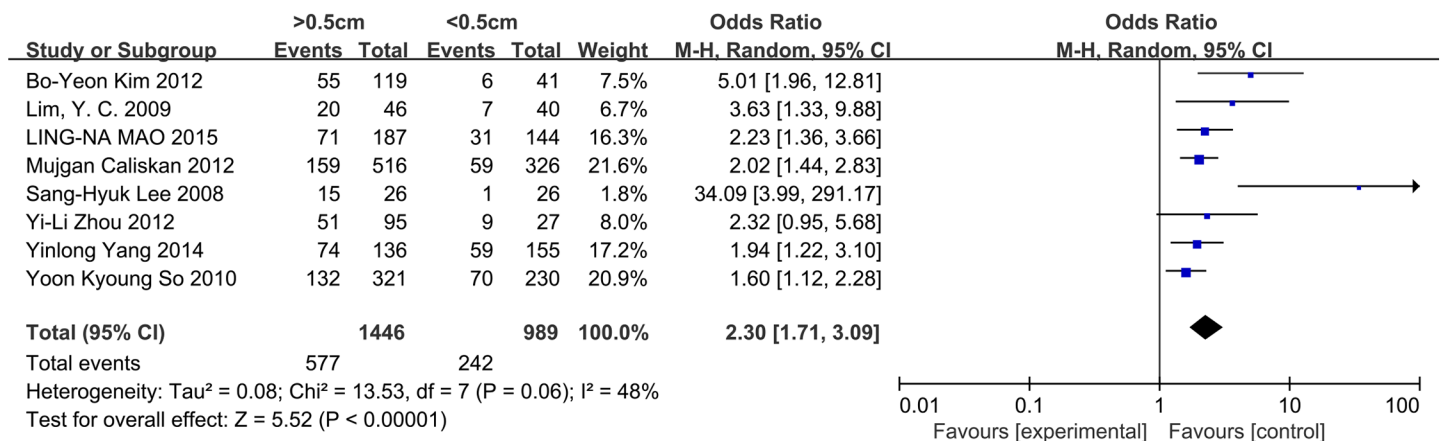 >0.5cm <0.5cm Odds Ratio Odds Ratio
Study or Subgroup Events Total Events Total Weight M-H, Random, 95% CI M-H, Random, 95% CI
Bo-Yeon Kim 2012 55 119 6 41 7.5% 5.01 [1.96, 12.81]
Lim, Y. C. 2009 20 46 7 40 6.7% 3.63 [1.33, 9.88]
LING-NA MAO 2015 71 187 31 144 16.3% 2.23 [1.36, 3.66]
Mujgan Caliskan 2012 159 516 59 326 21.6% 2.02 [1.44, 2.83]
Sang-Hyuk Lee 2008 15 26 1 26 1.8% 34.09 [3.99, 291.17]
Yi-Li Zhou 2012 51 95 9 27 8.0% 2.32 [0.95, 5.68]
Yinlong Yang 2014 74 136 59 155 17.2% 1.94 [1.22, 3.10]
Yoon Kyoung So 2010 132 321 70 230 20.9% 1.60 [1.12, 2.28]
Total (95% CI) 1446 989 100.0% 2.30 [1.71, 3.09]
Total events 577 242
Heterogeneity: Tau² = 0.08; Chi² = 13.53, df = 7 (P = 0.06); I² = 48%
Test for overall effect: Z = 5.52 (P < 0.00001)
0.01 0.1 1 10 100
Favours [experimental] Favours [control]